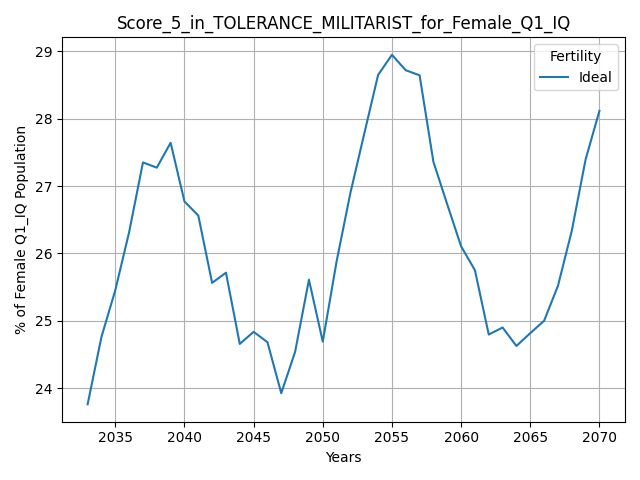 Score_5_in_TOLERANCE_MILITARIST_for_Female_Q1_IQ
Fertility
Ideal
% of Female Q1_IQ Population
29
28
27
26
25
24
2035 2040 2045 2050 2055 2060 2065 2070
Years